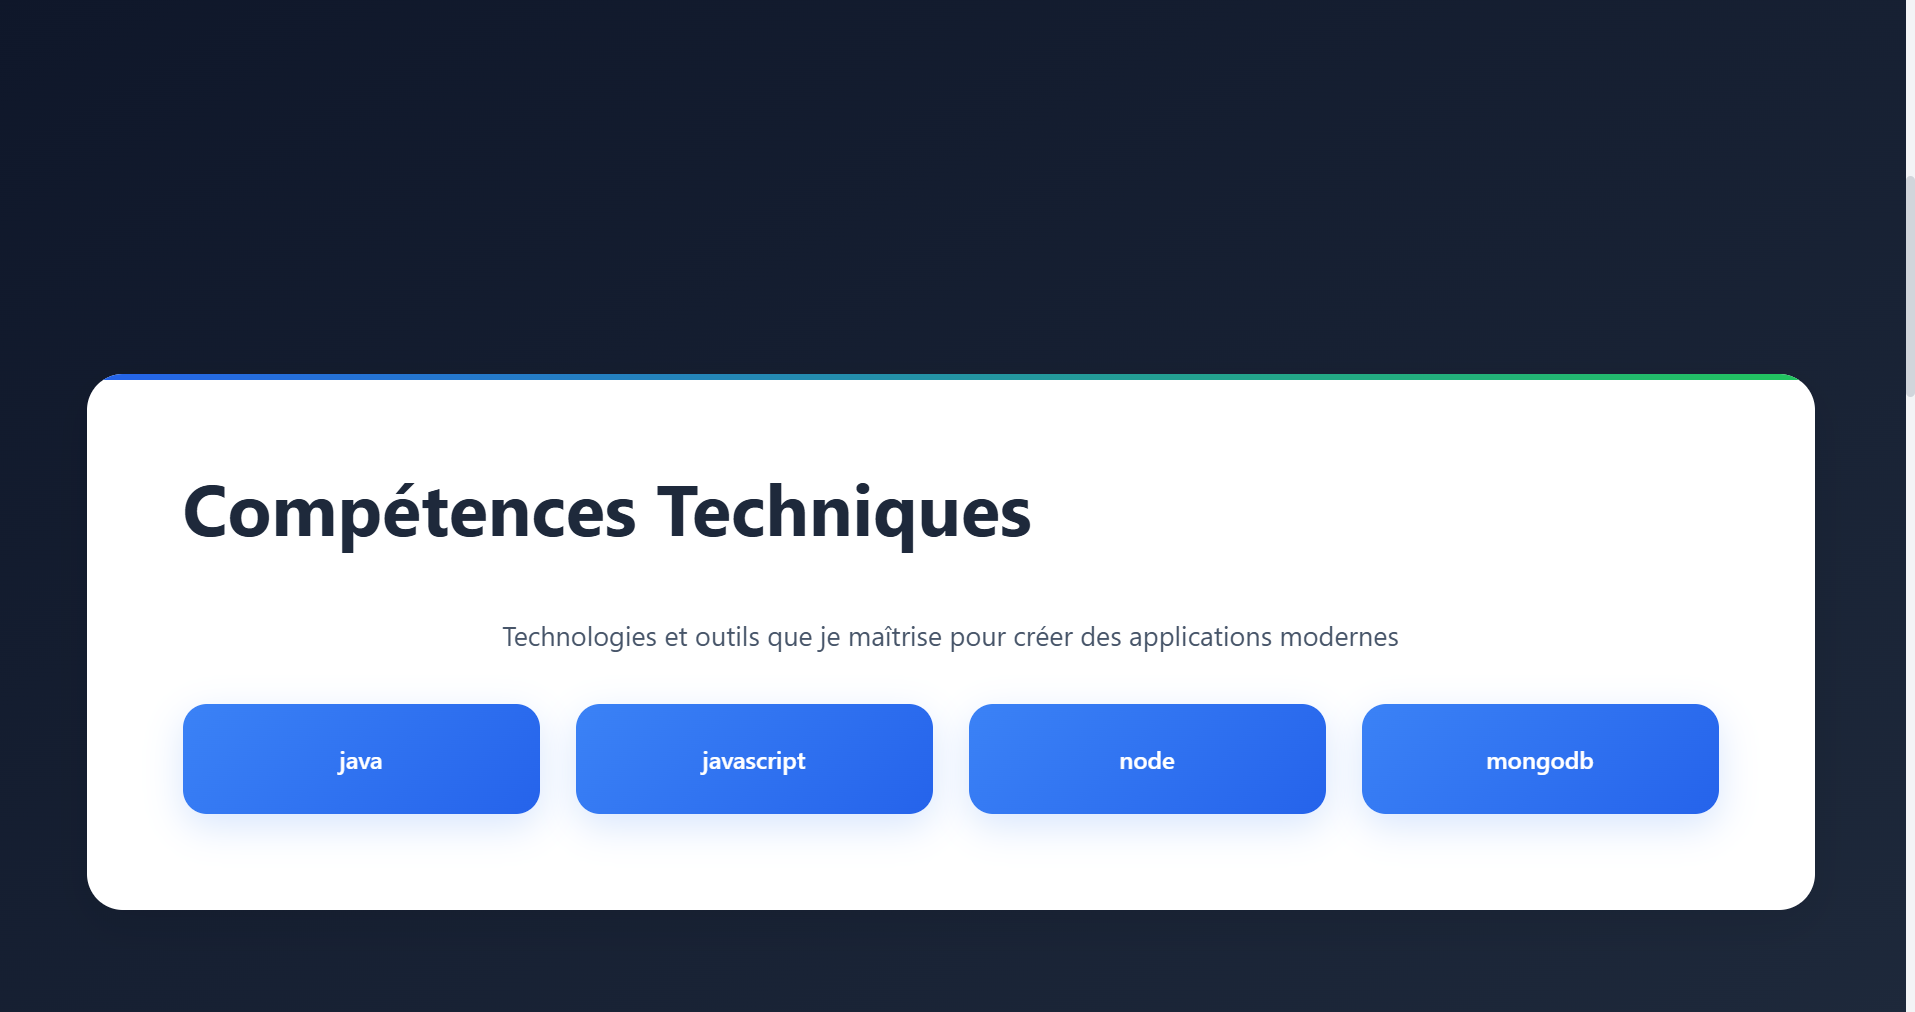 Compétences Techniques
Technologies et outils que je maîtrise pour créer des applications modernes
java
javascript
node
mongodb